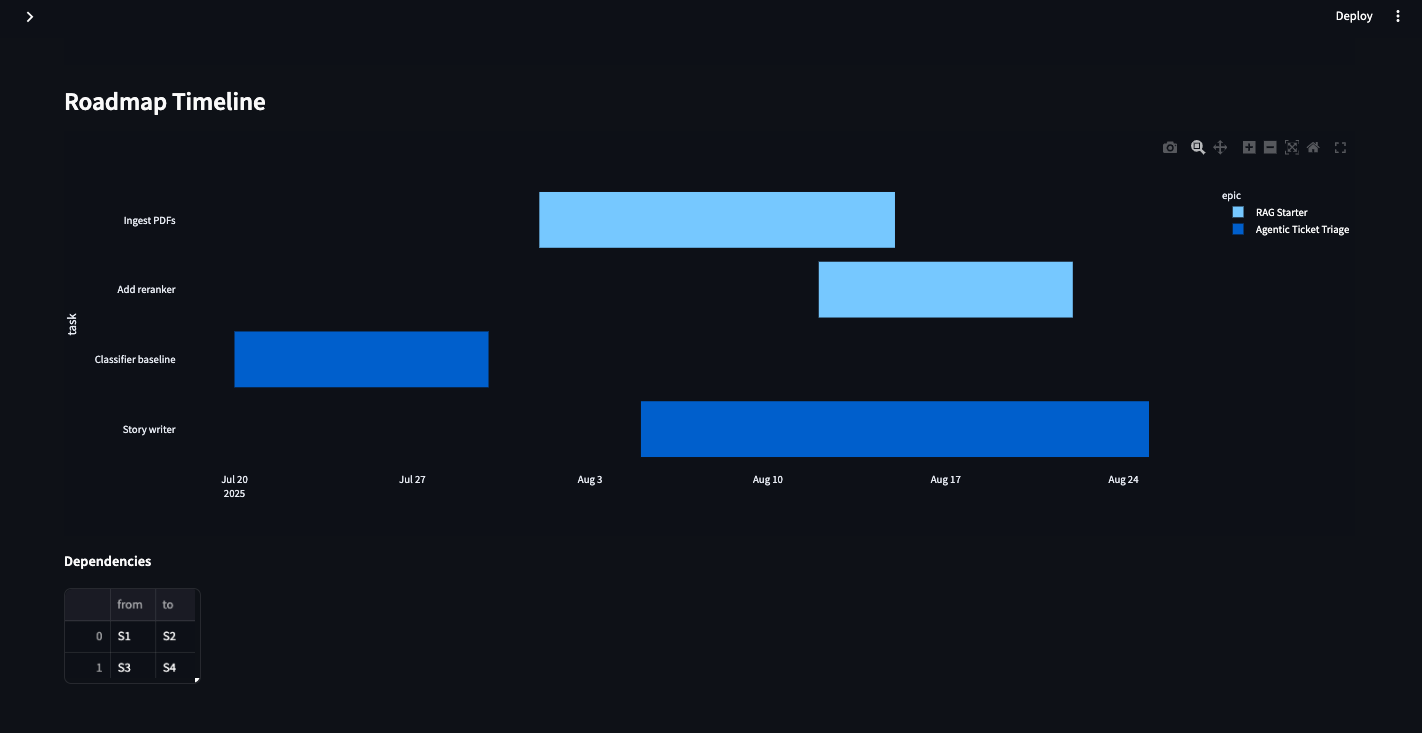 Deploy
Roadmap Timeline
epic
RAG Starter
Agentic Ticket Triage
task
Ingest PDFs
Add reranker
Classifier baseline
Story writer
Jul 20 Jul 27 Aug 3 Aug 10 Aug 17 Aug 24
2025
Dependencies
from to
0 S1 S2
1 S3 S4